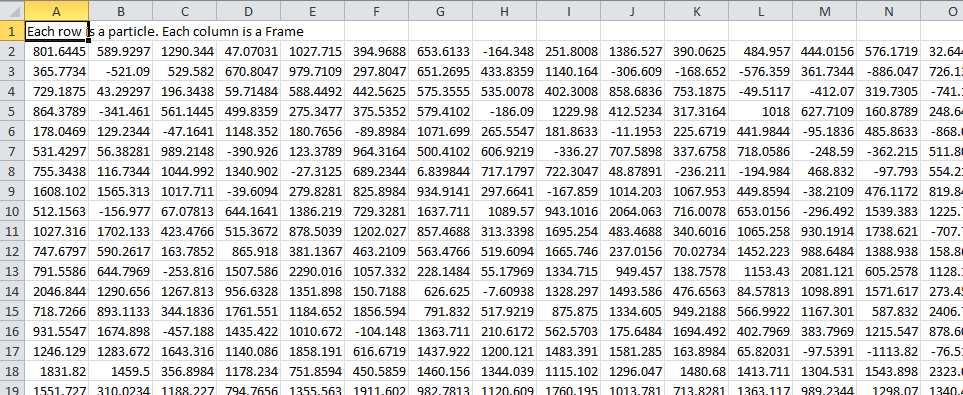 A B C D E F G H I J K L M N O
1 Each row is a particle. Each column is a Frame
2 801.6445 589.9297 1290.344 47.07031 1027.715 394.9688 653.6133 -164.348 251.8008 1386.527 390.0625 484.957 444.0156 576.1719 32.64
3 365.7734 -521.09 529.582 670.8047 979.7109 297.8047 651.2695 433.8359 1140.164 -306.609 -168.652 -576.359 361.7344 -886.047 726.1
4 729.1875 43.29297 196.3438 59.71484 588.4492 442.5625 575.3555 535.0078 402.3008 858.6836 753.1875 -49.5117 -412.07 319.7305 -741.
5 864.3789 -341.461 561.1445 499.8359 275.3477 375.5352 579.4102 -186.09 1229.98 412.5234 317.3164 1018 627.7109 160.8789 248.6
6 178.0469 129.2344 -47.1641 1148.352 180.7656 -89.8984 1071.699 265.5547 181.8633 -11.1953 225.6719 441.9844 -95.1836 485.8633 -868.
7 531.4297 56.38281 989.2148 -390.926 123.3789 964.3164 500.4102 606.9219 -336.27 707.5898 337.6758 718.0586 -248.59 -362.215 511.8
8 755.3438 116.7344 1044.992 1340.902 -27.3125 689.2344 6.839844 717.1797 722.3047 48.87891 -236.211 -194.984 468.832 -97.793 554.2
9 1608.102 1565.313 1017.711 -39.6094 279.8281 825.8984 934.9141 297.6641 -167.859 1014.203 1067.953 449.8594 -38.2109 476.1172 819.8
10 512.1563 -156.977 67.07813 644.1641 1386.219 729.3281 1637.711 1089.57 943.1016 2064.063 716.0078 653.0156 -296.492 1539.383 1225.
11 1027.316 1702.133 423.4766 515.3672 878.5039 1202.027 857.4688 313.3398 1695.254 483.4688 340.6016 1065.258 930.1914 1738.621 -707.
12 747.6797 590.2617 163.7852 865.918 381.1367 463.2109 563.4766 519.6094 1665.746 237.0156 70.02734 1452.223 988.6484 1388.938 158.8
13 791.5586 644.7969 -253.816 1507.586 2290.016 1057.332 228.1484 55.17969 1334.715 949.457 138.7578 1153.43 2081.121 605.2578 1128.
14 2046.844 1290.656 1267.813 956.6328 1351.898 150.7188 626.625 -7.60938 1328.297 1493.586 476.6563 84.57813 1098.891 1571.617 273.4
15 718.7266 893.1133 344.1836 1761.551 1184.652 1856.594 791.832 517.9219 875.875 1334.605 949.2188 566.9922 1167.301 587.832 2406.
16 931.5547 1674.898 -457.188 1435.422 1010.672 -104.148 1363.711 210.6172 562.5703 175.6484 1694.492 402.7969 383.7969 1215.547 878.6
17 1246.129 1283.672 1643.316 1140.086 1858.191 616.6719 1437.922 1200.121 1483.391 1581.285 163.8984 65.82031 -97.5391 -1113.82 -76.5
18 1831.82 1459.5 356.8984 1178.234 751.8594 450.5859 1460.156 1344.039 1115.102 1296.047 1480.68 1413.711 1304.531 1543.898 2323.
19 1551.727 310.0234 1188.227 794.7656 1355.563 1911.602 982.7813 1120.609 1760.195 1013.781 713.8281 1363.117 989.2344 1298.07 1340.